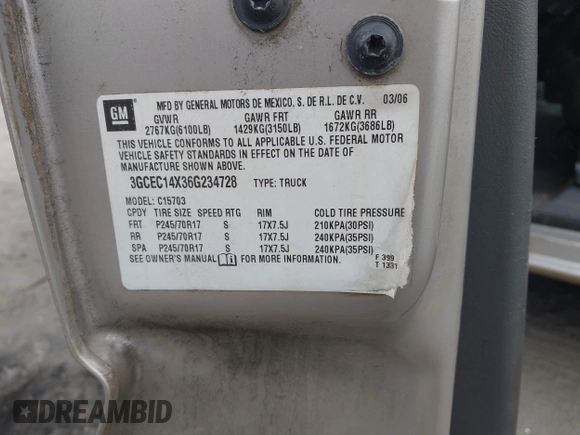 GM
MFD BY GENERAL MOTORS DE MEXICO, S. DE R.L. DE C.V. 03/06
GVWR GAWR FRT GAWR RR
2767KG(6100LB) 1429KG(3150LB) 1672KG(3686LB)
THIS VEHICLE CONFORMS TO ALL APPLICABLE U.S. FEDERAL MOTOR
VEHICLE SAFETY STANDARDS IN EFFECT ON THE DATE OF
MANUFACTURE SHOWN ABOVE.
3GCEC14X36G234728 TYPE: TRUCK
MODEL: C15703
CPDY TIRE SIZE SPEED RTG RIM COLD TIRE PRESSURE
FRT P245/70R17 S 17X7.5J 210KPA(30PSI)
RR P245/70R17 S 17X7.5J 240KPA(35PSI)
SPA P245/70R17 S 17X7.5J 240KPA(35PSI)
SEE OWNER'S MANUAL FOR MORE INFORMATION.
F 399
T 1331
DREAMBID